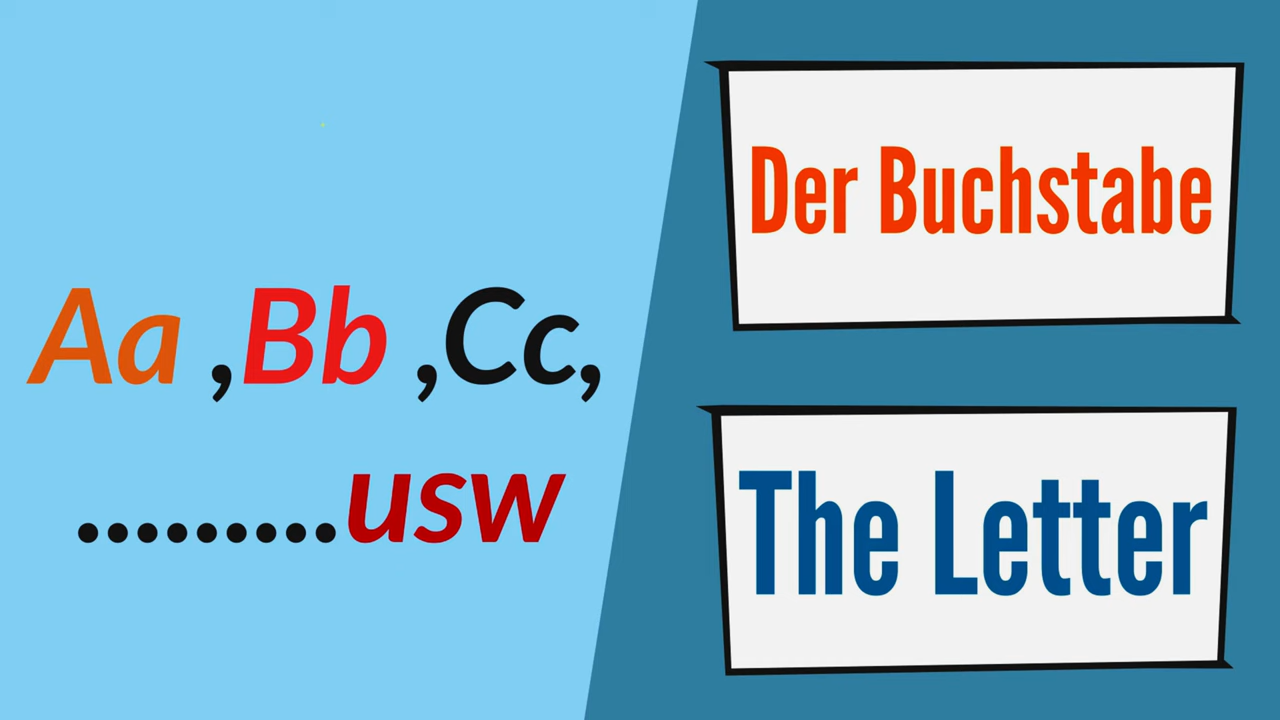 Aa ,Bb ,Cc,
.........usw
Der Buchstabe
The Letter